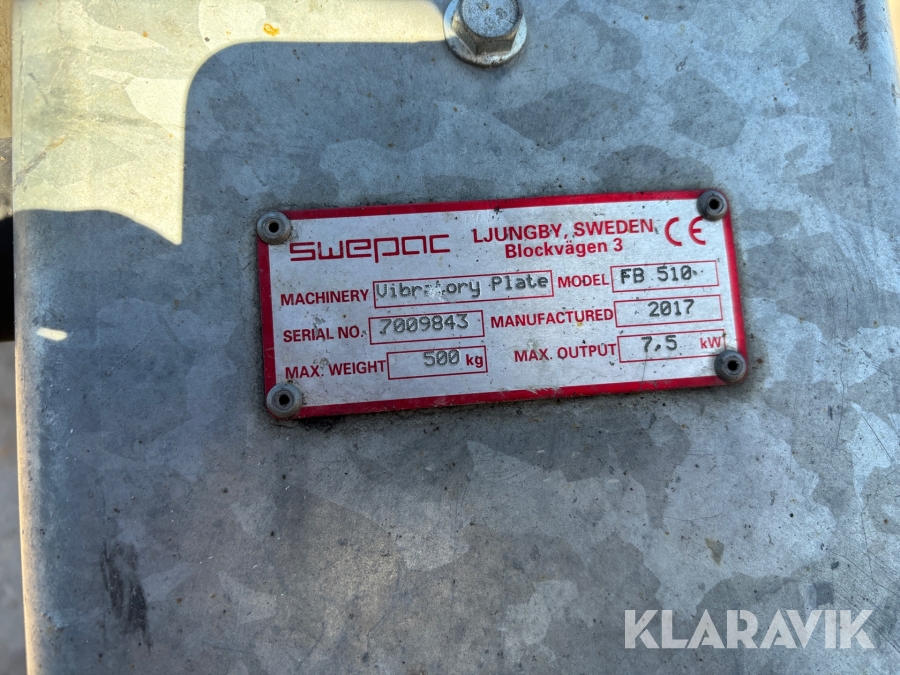 swepac LJUNGBY, SWEDEN, CE
Blockvägen 3
MACHINERY Vibratory Plate MODEL FB 510
SERIAL NO. 7009843 MANUFACTURED 2017
MAX. WEIGHT 500 kg MAX. OUTPUT 7,5 kW
KLARAVIK